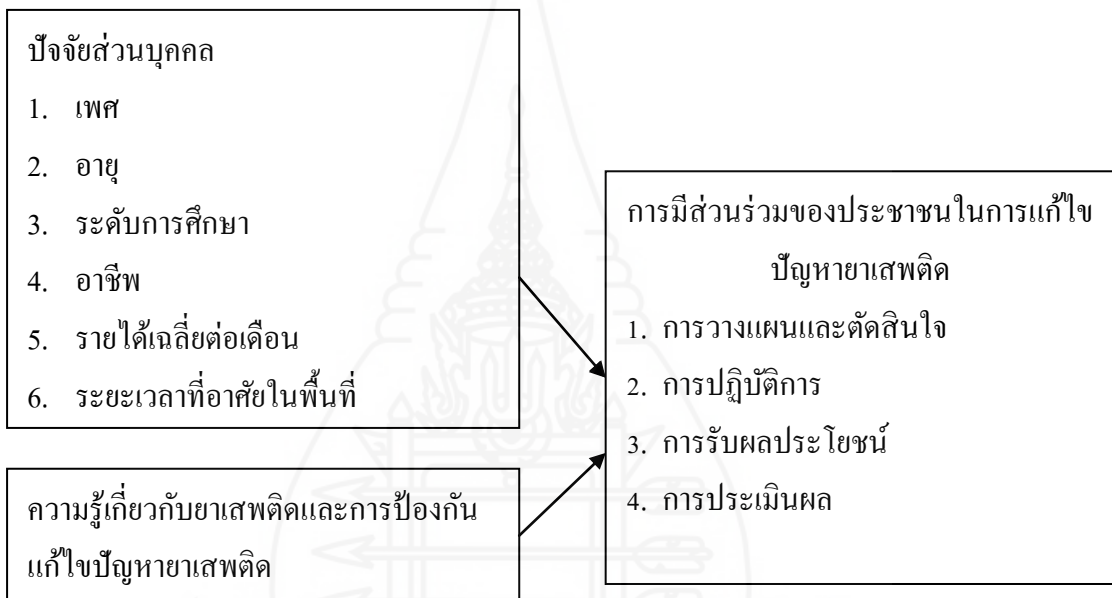 ปัจจัยส่วนบุคคล
1. เพศ
2. อายุ
3. ระดับการศึกษา
4. อาชีพ
5. รายได้เฉลี่ยต่อเดือน
6. ระยะเวลาที่อาศัยในพื้นที่
ความรู้เกี่ยวกับยาเสพติดและการป้องกัน
แก้ไขปัญหายาเสพติด
การมีส่วนร่วมของประชาชนในการแก้ไข
ปัญหายาเสพติด
1. การวางแผนและตัดสินใจ
2. การปฏิบัติการ
3. การรับผลประโยชน์
4. การประเมินผล